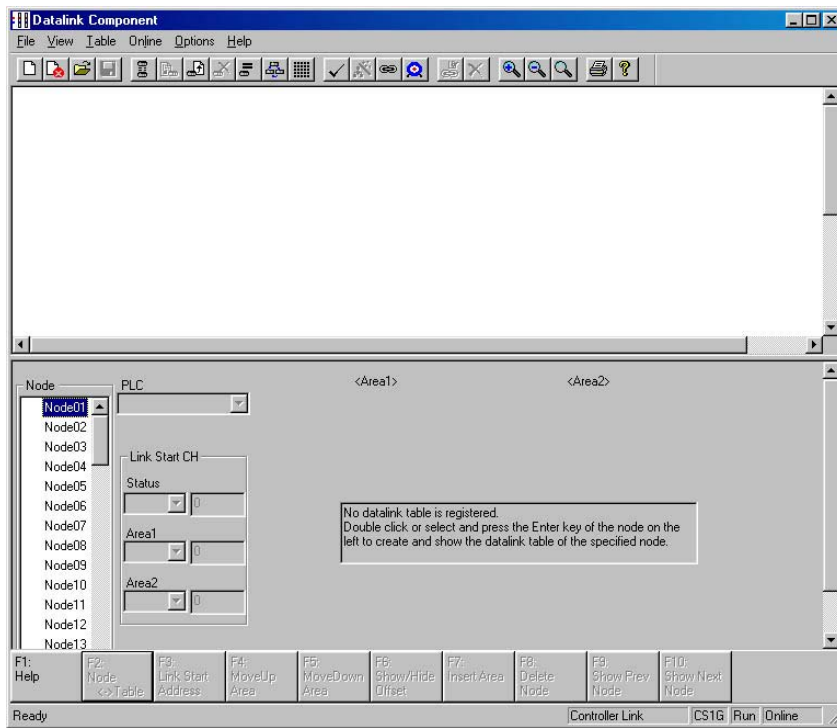 Datalink Component
File View Table Online Options Help
Node
PLC
<Area1>
<Area2>
Node01
Node02
Node03
Node04
Node05
Node06
Node07
Node08
Node09
Node10
Node11
Node12
Node13
Link Start CH
Status
0
Area1
0
Area2
0
No datalink table is registered.
Double click or select and press the Enter key of the node on the
left to create and show the datalink table of the specified node.
F1:
Help
F2:
Node
<->Table
F3:
Link Start
Address
F4:
MoveUp
Area
F5:
MoveDown
Area
F6:
Show/Hide
Offset
F7:
Insert Area
F8:
Delete
Node
F9:
Show Prev
Node
F10:
Show Next
Node
Ready
Controller Link
CS1G
Run
Online